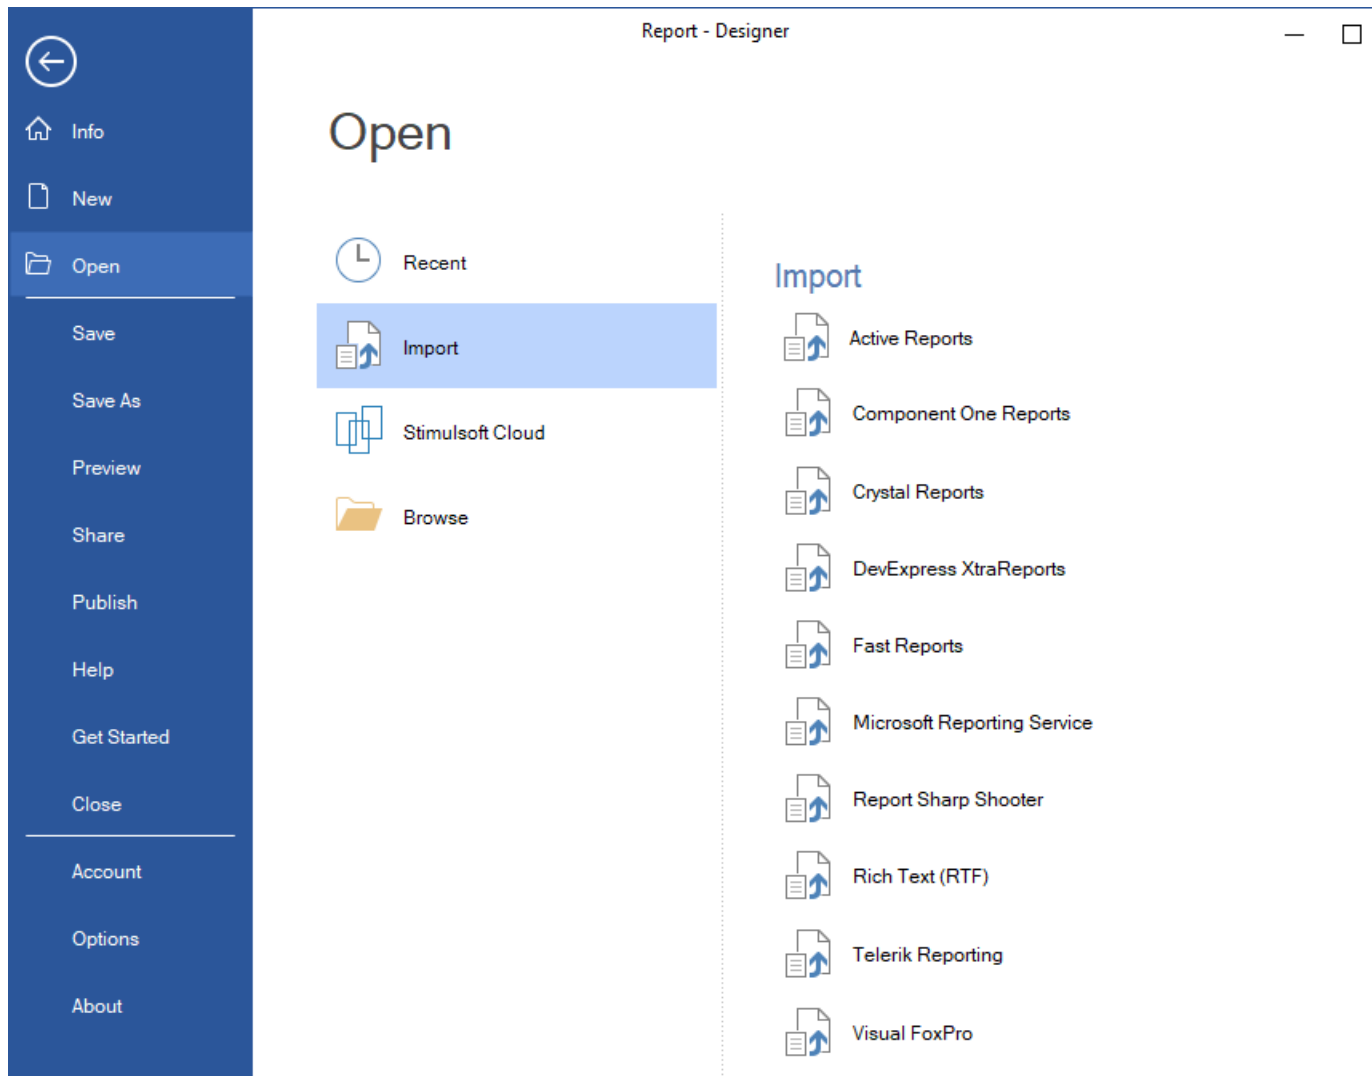 Report - Designer
Info
New
Open
Save
Save As
Preview
Share
Publish
Help
Get Started
Close
Account
Options
About
Open
Recent
Import
Stimulsoft Cloud
Browse
Import
Active Reports
Component One Reports
Crystal Reports
DevExpress XtraReports
Fast Reports
Microsoft Reporting Service
Report Sharp Shooter
Rich Text (RTF)
Telerik Reporting
Visual FoxPro